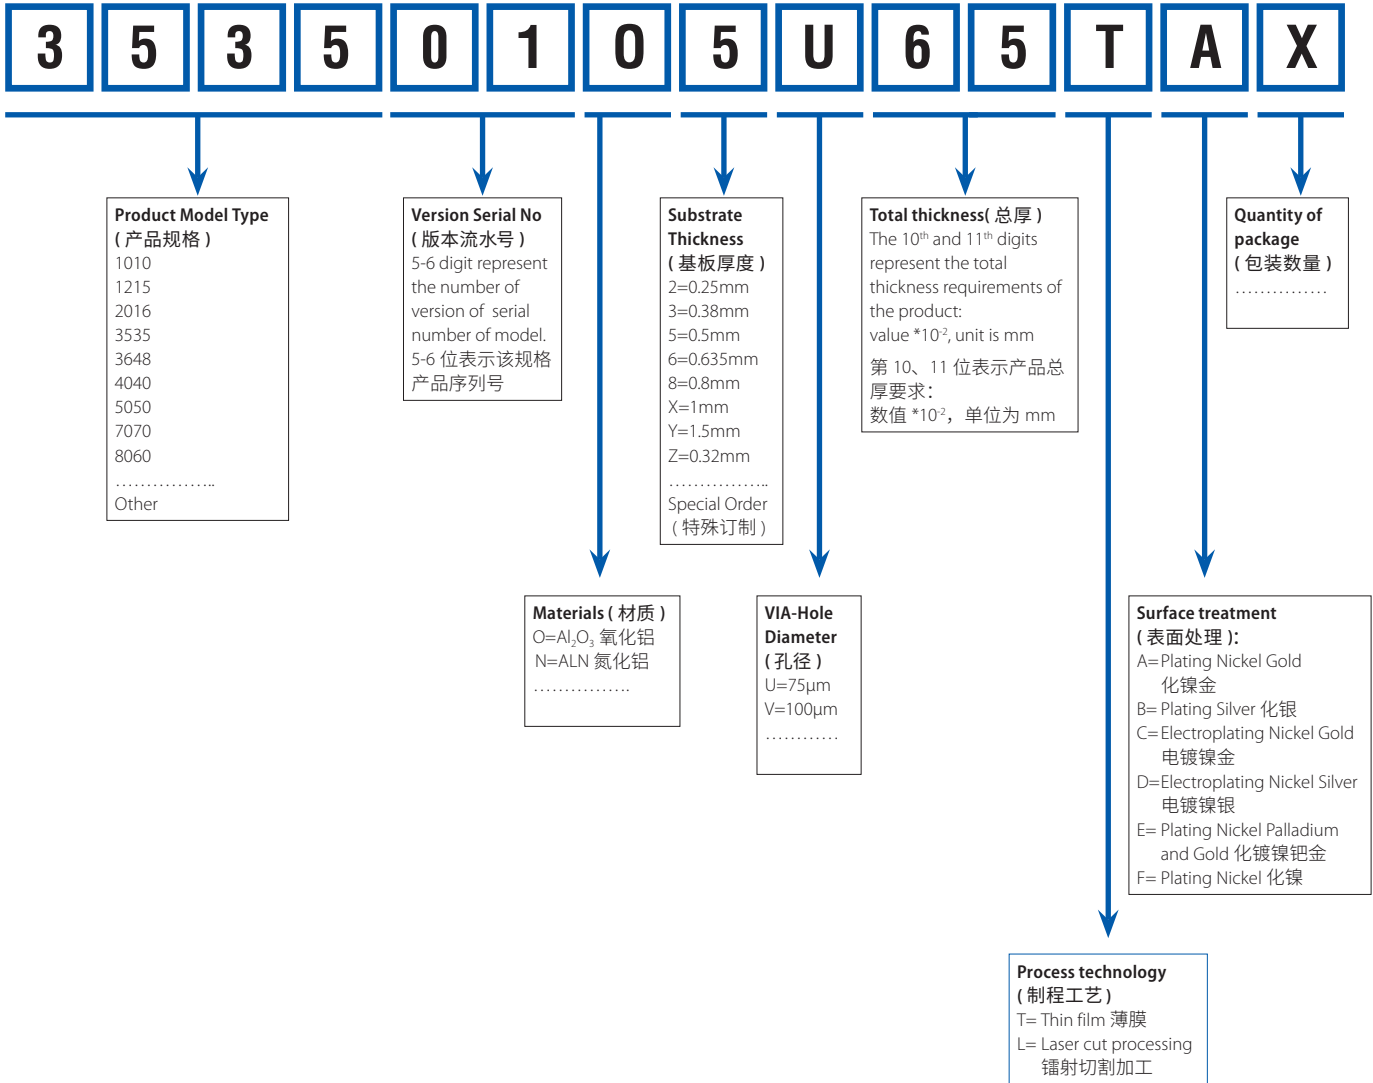 3 5 3 5 0 1 O 5 U 6 5 T A X
Product Model Type
( 产品规格 )
1010
1215
2016
3535
3648
4040
5050
7070
8060
……………..
Other
Version Serial No
( 版本流水号 )
5-6 digit represent
the number of
version of serial
number of model.
5-6 位表示该规格
产品序列号
Substrate
Thickness
( 基板厚度 )
2=0.25mm
3=0.38mm
5=0.5mm
6=0.635mm
8=0.8mm
X=1mm
Y=1.5mm
Z=0.32mm
……………..
Special Order
( 特殊订制 )
Total thickness( 总厚 )
The 10th and 11th digits
represent the total
thickness requirements of
the product:
value *10-2, unit is mm
第 10、11 位表示产品总
厚要求：
数值 *10-2，单位为 mm
Quantity of
package
( 包装数量 )
……………
Materials ( 材质 )
O=Al2O3 氧化铝
N=ALN 氮化铝
…………….
VIA-Hole
Diameter
( 孔径 )
U=75μm
V=100μm
…………
Surface treatment
( 表面处理 ):
A=Plating Nickel Gold
化镍金
B= Plating Silver 化银
C=Electroplating Nickel Gold
电镀镍金
D=Electroplating Nickel Silver
电镀镍银
E= Plating Nickel Palladium
and Gold 化镀镍钯金
F= Plating Nickel 化镍
Process technology
( 制程工艺 )
T= Thin film 薄膜
L= Laser cut processing
镭射切割加工